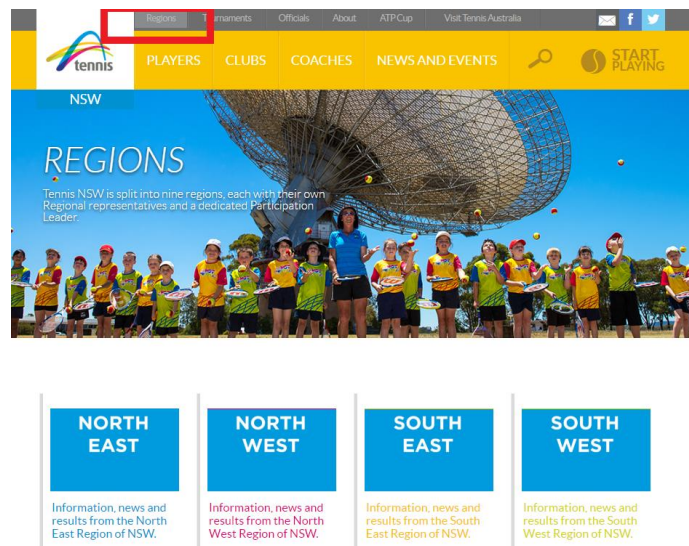 Regions Tournaments Officials About ATP Cup Visit Tennis Australia
tennis
PLAYERS CLUBS COACHES NEWS AND EVENTS START
PLAYING
NSW
REGIONS
Tennis NSW is split into nine regions, each with their own
Regional representatives and a dedicated Participation
Leader.
NORTH
EAST
Information, news and
results from the North
East Region of NSW.
NORTH
WEST
Information, news and
results from the North
West Region of NSW.
SOUTH
EAST
Information, news and
results from the South
East Region of NSW.
SOUTH
WEST
Information, news and
results from the South
West Region of NSW.